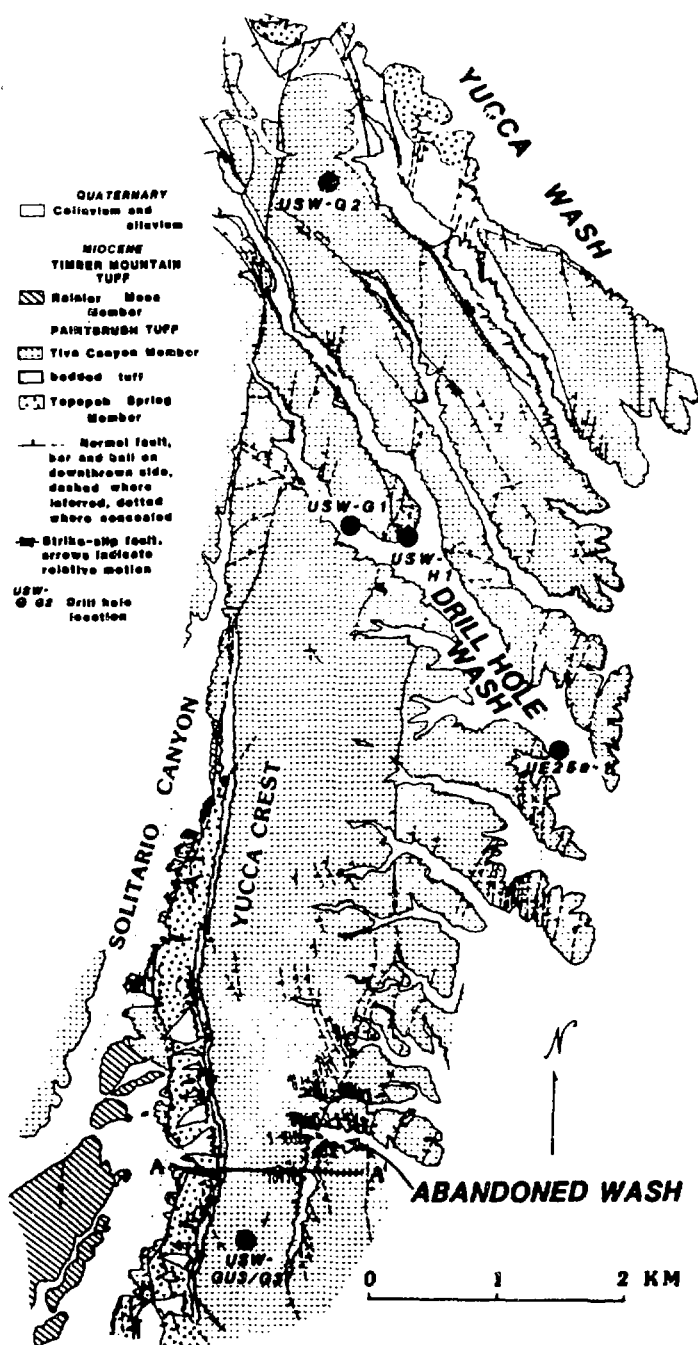 YUCCA WASH
USW-G2
QUATERNARY
Colluvium and
alluvium
MIOCENE
TIMBER MOUNTAIN
TUFF
Rainier Mesa
Member
PAINTBRUSH TUFF
Tiva Canyon Member
bedded tuff
Topopah Spring
Member
Normal fault,
bar and ball on
downthrown side,
dashed where
inferred, dotted
where concealed
Strike-slip fault,
arrows indicate
relative motion
USW-
G2 Drill hole
location
USW-G1
USW-
H1
DRILL HOLE
WASH
UE25a-
SOLITARIO CANYON
YUCCA CREST
N
A
A'
ABANDONED WASH
USW-
GU3/G3
0 1 2 KM